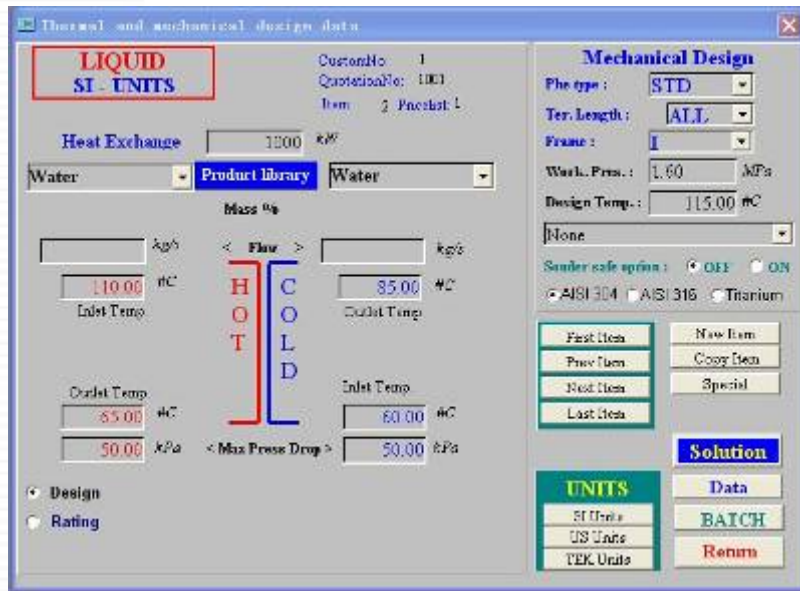 Thermal and mechanical design data
LIQUID
SI - UNITS
CustomNo: 1
QuotationNo: 1001
Item: 2 Pricelist: 1
Heat Exchange 1000 kW
Water Product library Water
Mass %
kg/s < Flow > kg/s
110.00 #C HOT COLD 85.00 #C
Inlet Temp Outlet Temp
Outlet Temp Inlet Temp
65.00 #C 60.00 #C
50.00 kPa < Max Press Drop > 50.00 kPa
Design
Rating
Mechanical Design
Phe type : STD
Ter. Length : ALL
Frame : I
Work. Pres. : 1.60 MPa
Design Temp. : 115.00 #C
None
Sonder safe option : OFF ON
AISI 304 AISI 316 Titanium
First Item New Item
Prev Item Copy Item
Next Item Special
Last Item
Solution
UNITS Data
SI Units BATCH
US Units
TEK Units Return